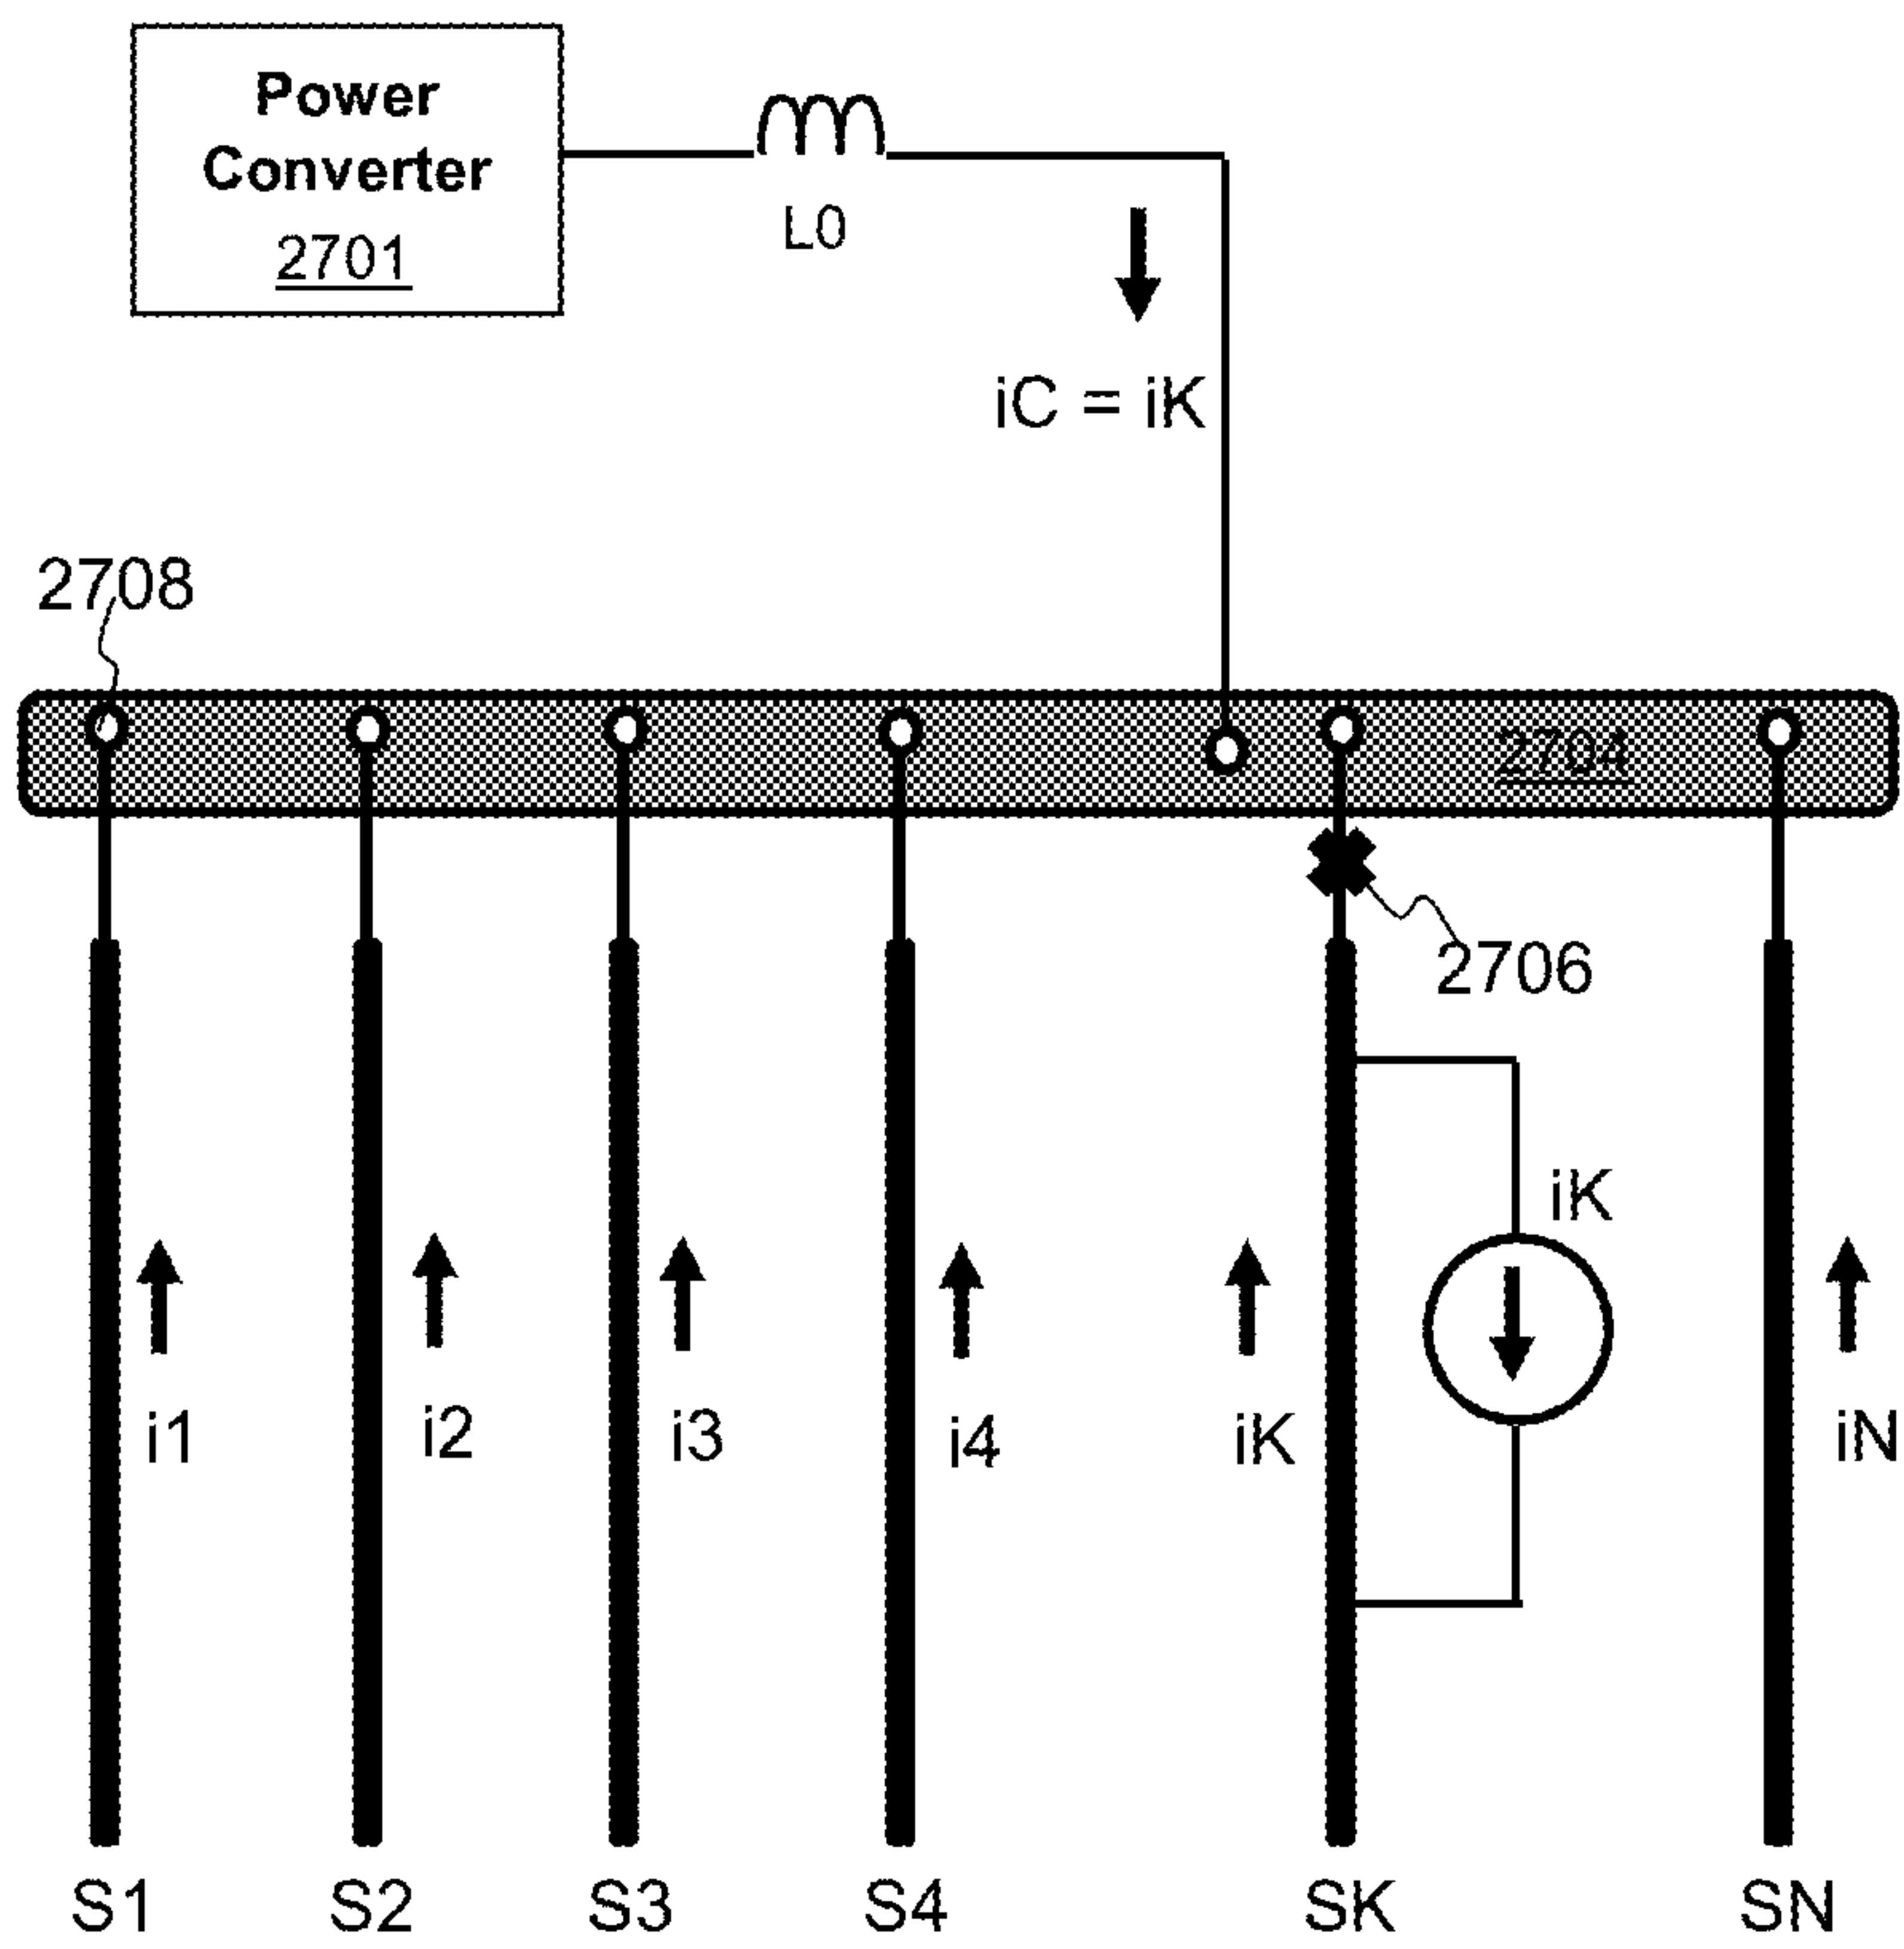 Power
Converter
2701
L0
iC = iK
2708
2704
2706
iK
i1
i2
i3
i4
iK
iN
S1
S2
S3
S4
SK
SN